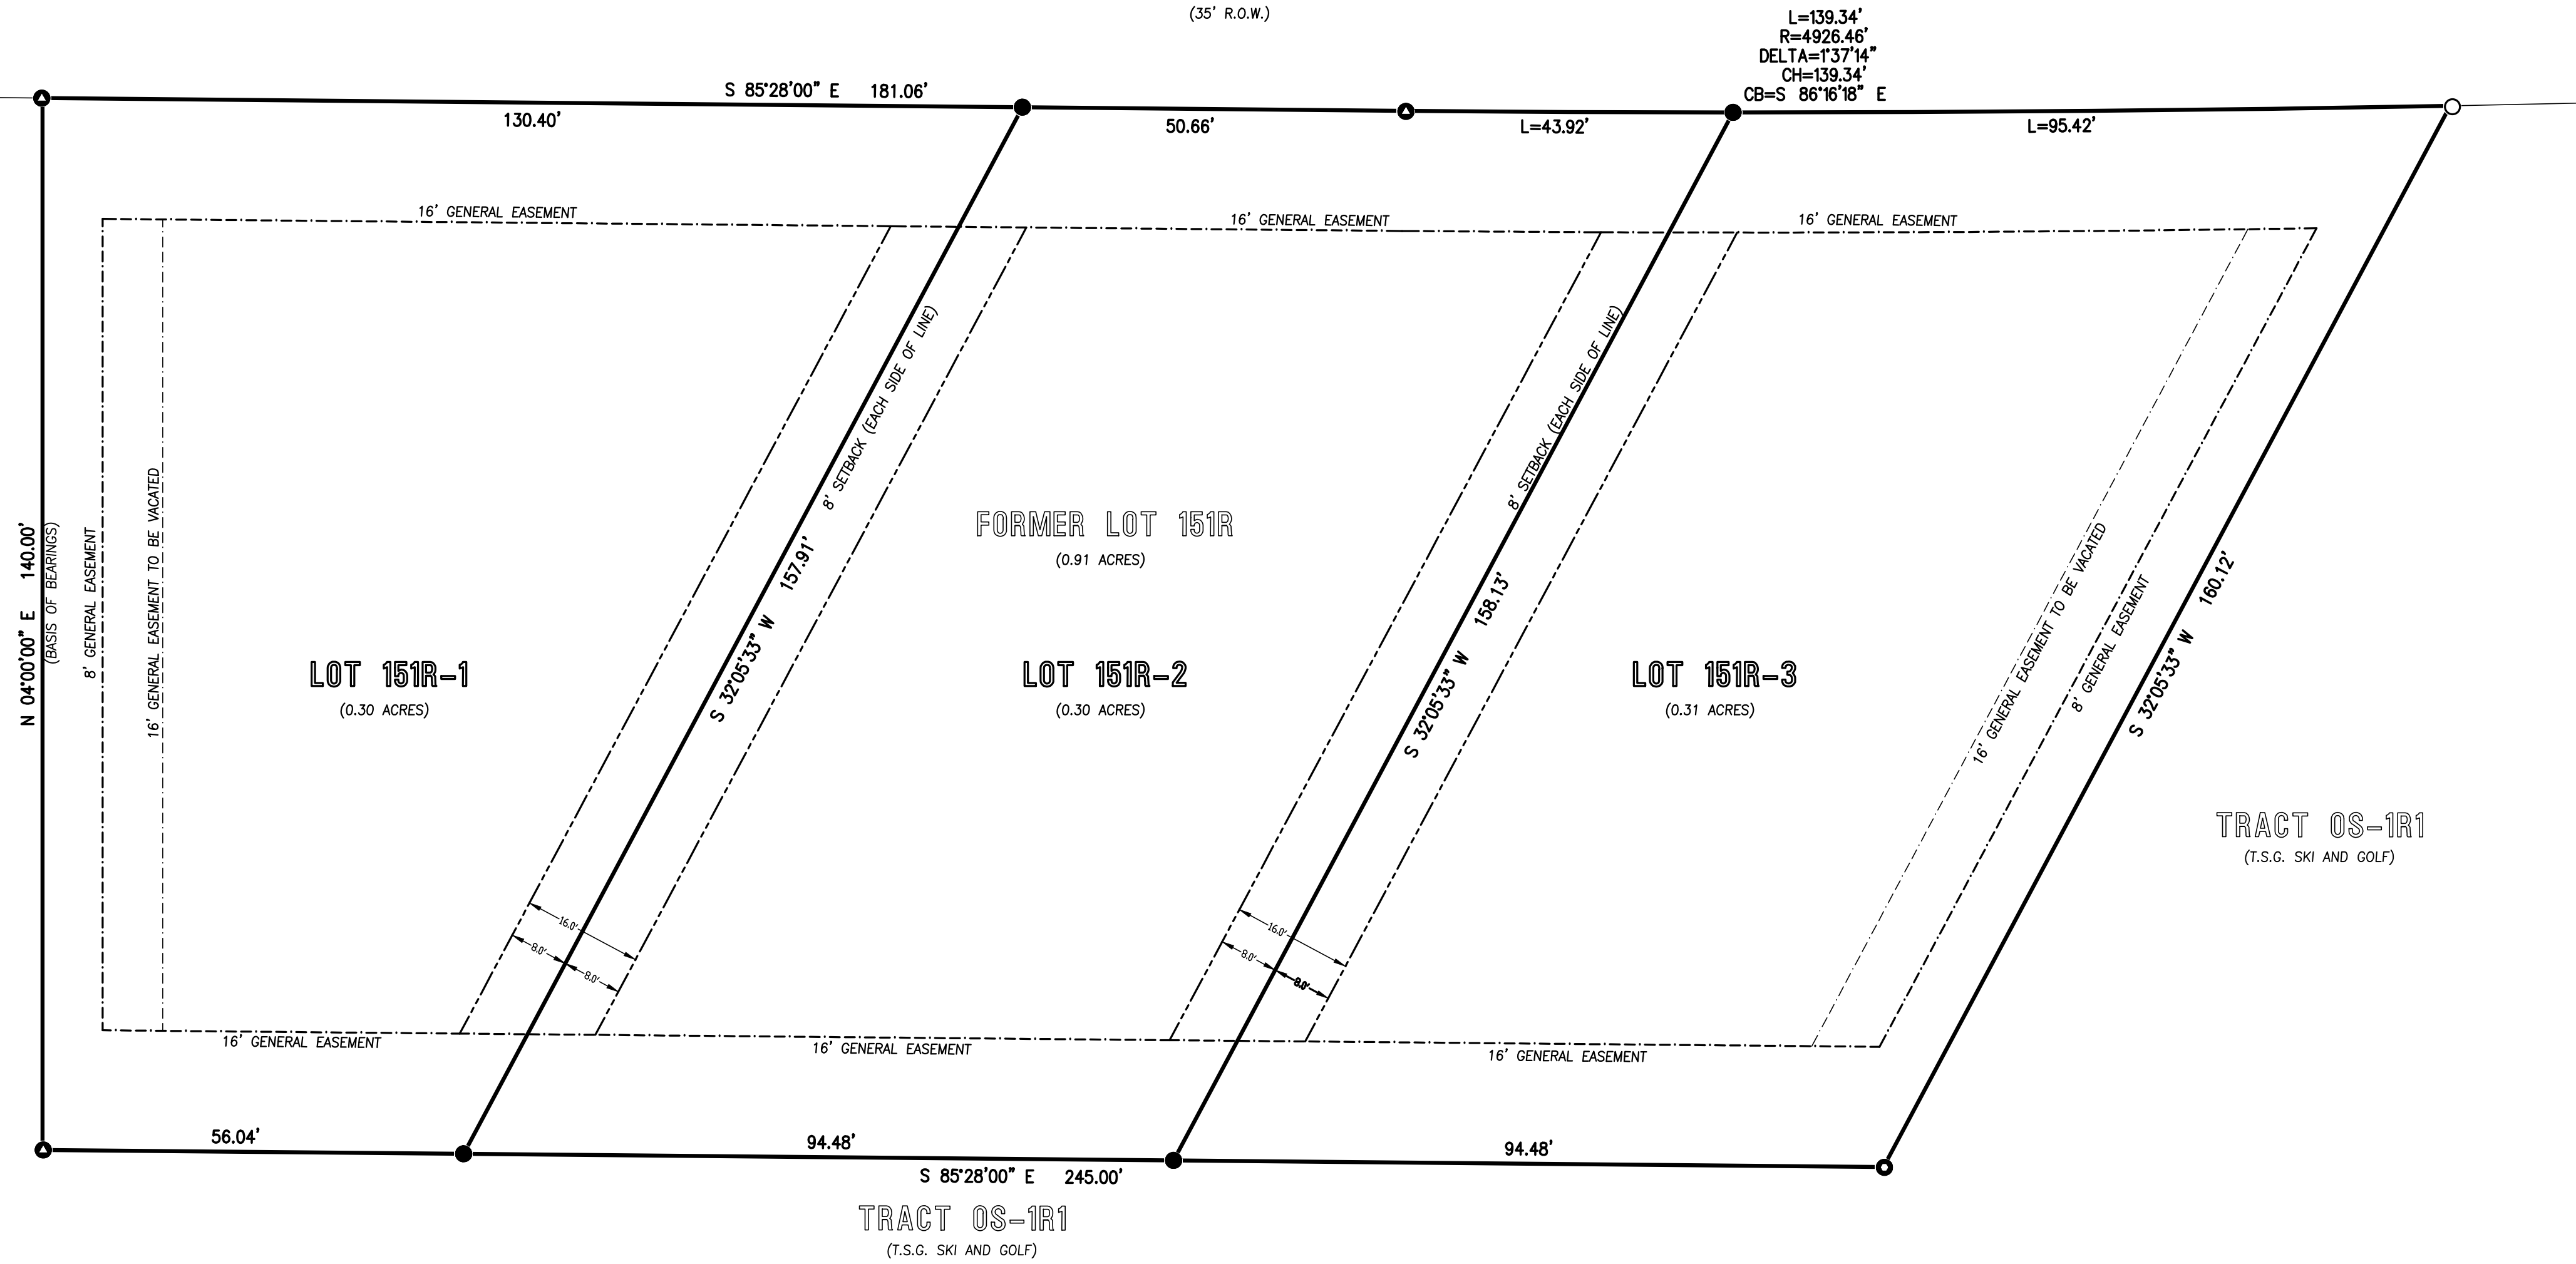 (35' R.O.W.)
L=139.34'
R=4926.46'
DELTA=1°37'14"
CH=139.34'
CB=S 86°16'18" E
S 85°28'00" E 181.06'
130.40'
50.66'
L=43.92'
L=95.42'
16' GENERAL EASEMENT
16' GENERAL EASEMENT
16' GENERAL EASEMENT
N 04°00'00" E 140.00'
(BASIS OF BEARINGS)
8' GENERAL EASEMENT
16' GENERAL EASEMENT TO BE VACATED
8' SETBACK (EACH SIDE OF LINE)
S 32°05'33" W 157.91'
8' SETBACK (EACH SIDE OF LINE)
S 32°05'33" W 158.13'
16' GENERAL EASEMENT TO BE VACATED
8' GENERAL EASEMENT
S 32°05'33" W 160.12'
FORMER LOT 151R
(0.91 ACRES)
LOT 151R-1
(0.30 ACRES)
LOT 151R-2
(0.30 ACRES)
LOT 151R-3
(0.31 ACRES)
TRACT OS-1R1
(T.S.G. SKI AND GOLF)
16.0'
8.0'
8.0'
16.0'
8.0'
8.0'
16' GENERAL EASEMENT
16' GENERAL EASEMENT
16' GENERAL EASEMENT
56.04'
94.48'
94.48'
S 85°28'00" E 245.00'
TRACT OS-1R1
(T.S.G. SKI AND GOLF)